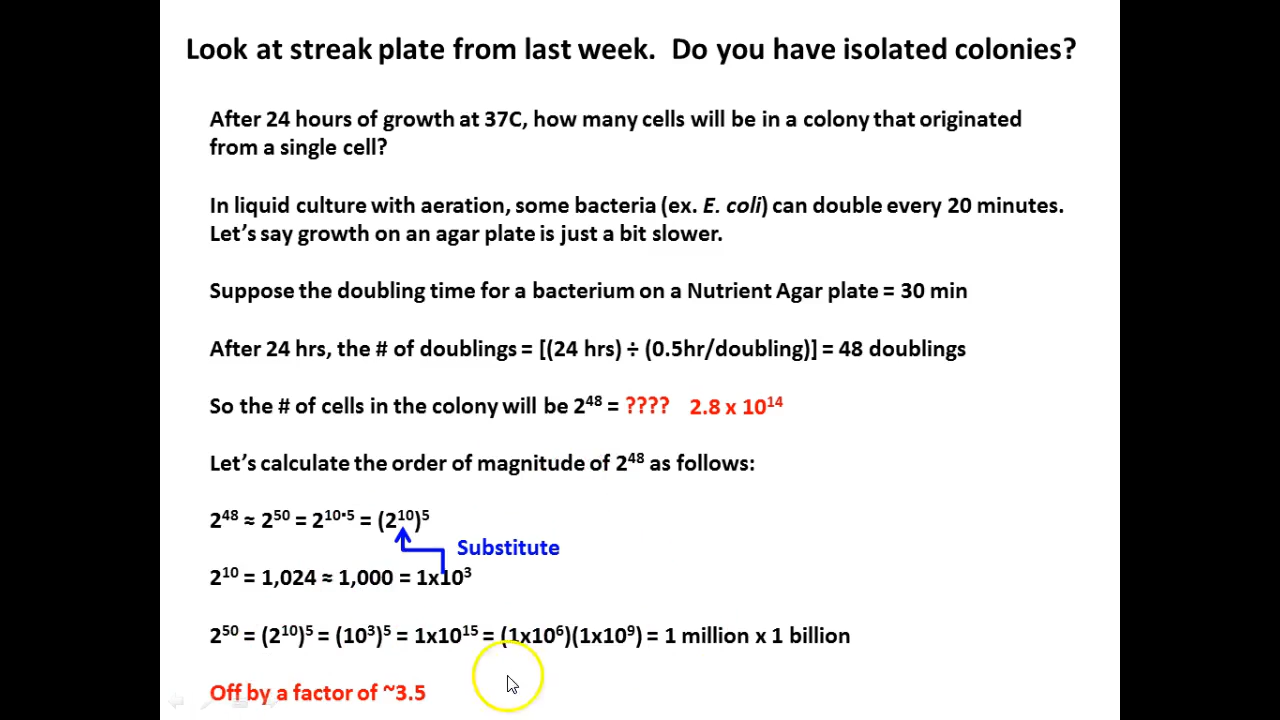 Look at streak plate from last week.  Do you have isolated colonies?
After 24 hours of growth at 37C, how many cells will be in a colony that originated
from a single cell?
In liquid culture with aeration, some bacteria (ex. E. coli) can double every 20 minutes.
Let’s say growth on an agar plate is just a bit slower.
Suppose the doubling time for a bacterium on a Nutrient Agar plate = 30 min
After 24 hrs, the # of doublings = [(24 hrs) ÷ (0.5hr/doubling)] = 48 doublings
So the # of cells in the colony will be 2⁴⁸ = ???? 2.8 x 10¹⁴
Let’s calculate the order of magnitude of 2⁴⁸ as follows:
2⁴⁸ ≈ 2⁵⁰ = 2¹⁰˙⁵ = (2¹⁰)⁵
Substitute
2¹⁰ = 1,024 ≈ 1,000 = 1x10³
2⁵⁰ = (2¹⁰)⁵ = (10³)⁵ = 1x10¹⁵ = (1x10⁶)(1x10⁹) = 1 million x 1 billion
Off by a factor of ~3.5